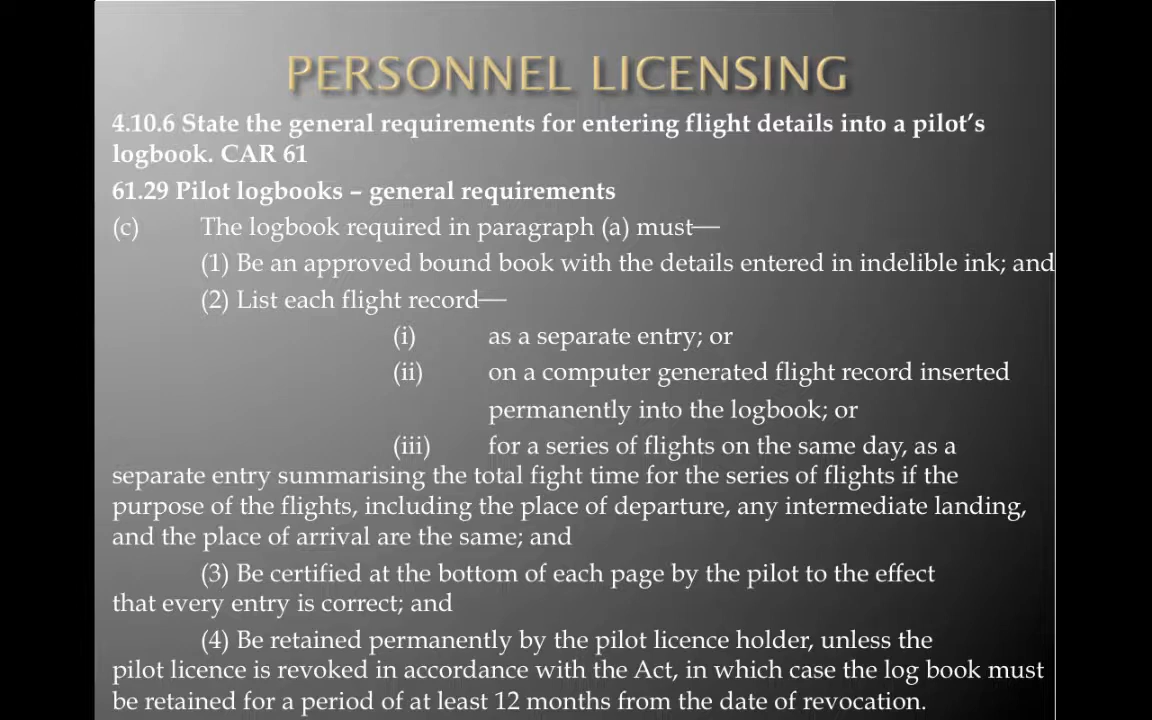 PERSONNEL LICENSING
4.10.6 State the general requirements for entering flight details into a pilot’s
logbook. CAR 61
61.29 Pilot logbooks – general requirements
(c) The logbook required in paragraph (a) must—
(1) Be an approved bound book with the details entered in indelible ink; and
(2) List each flight record—
(i) as a separate entry; or
(ii) on a computer generated flight record inserted
permanently into the logbook; or
(iii) for a series of flights on the same day, as a
separate entry summarising the total fight time for the series of flights if the
purpose of the flights, including the place of departure, any intermediate landing,
and the place of arrival are the same; and
(3) Be certified at the bottom of each page by the pilot to the effect
that every entry is correct; and
(4) Be retained permanently by the pilot licence holder, unless the
pilot licence is revoked in accordance with the Act, in which case the log book must
be retained for a period of at least 12 months from the date of revocation.